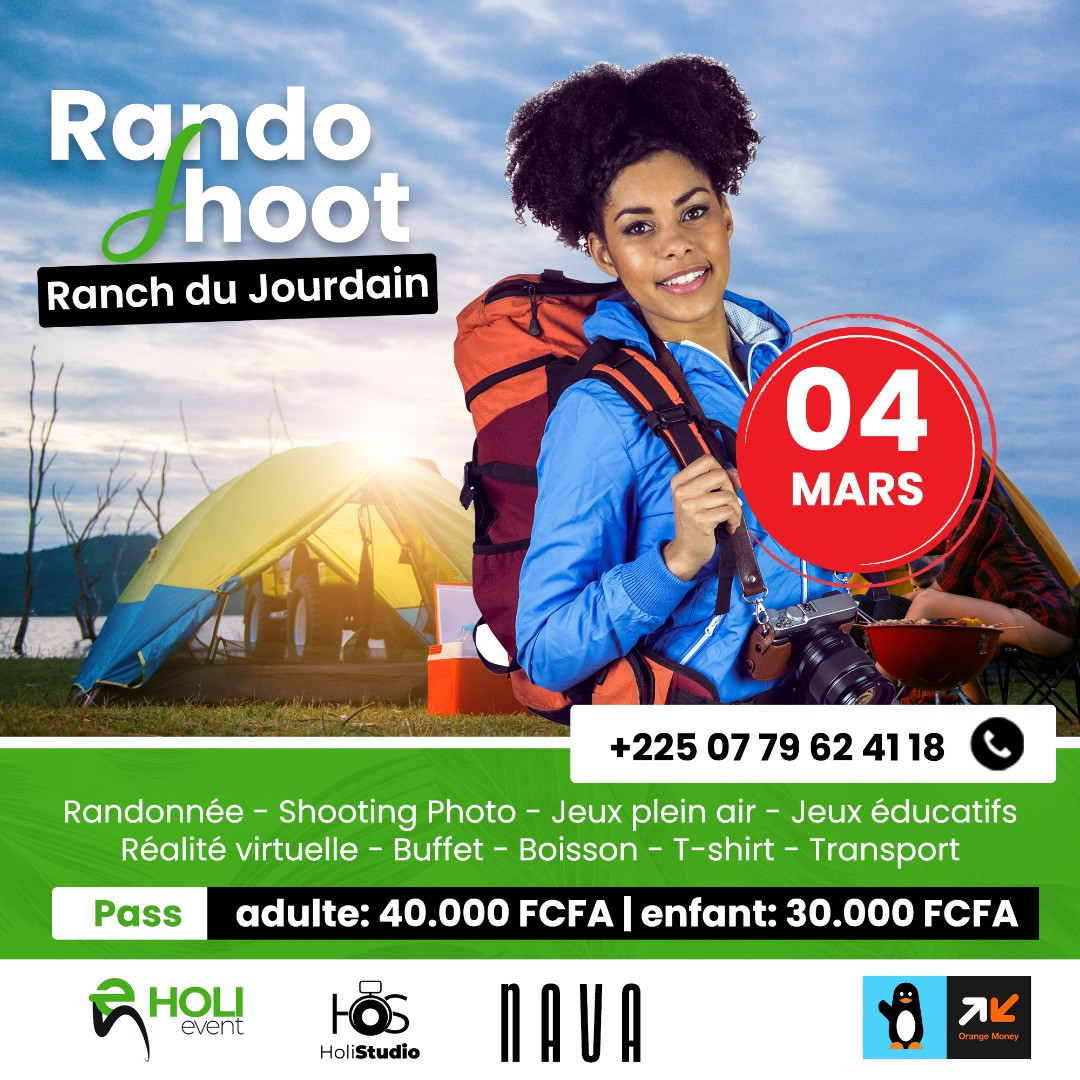 Rando
Shoot
Ranch du Jourdain
04
MARS
+225 07 79 62 41 18
Randonnée - Shooting Photo - Jeux plein air - Jeux éducatifs
Réalité virtuelle - Buffet - Boisson - T-shirt - Transport
Pass adulte: 40.000 FCFA | enfant: 30.000 FCFA
HOLI
event
HOS
HoliStudio
NAVA
Orange Money